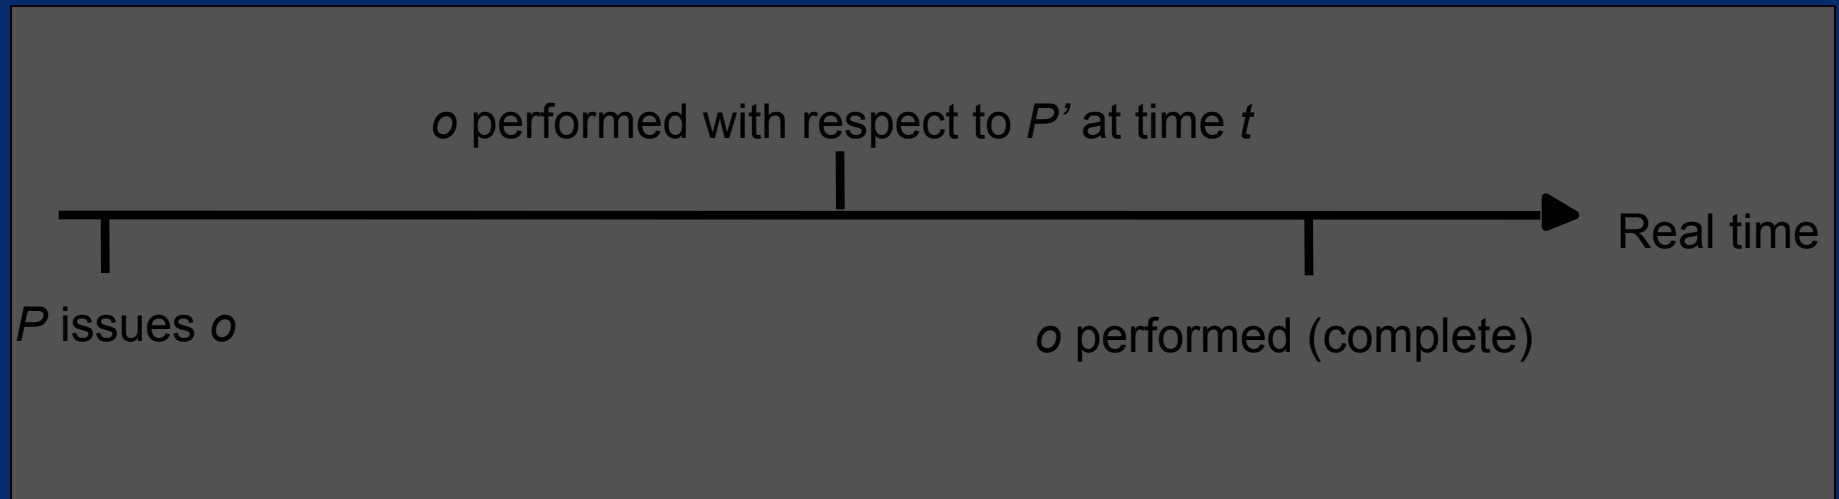 o performed with respect to P’ at time t
Real time
P issues o
o performed (complete)